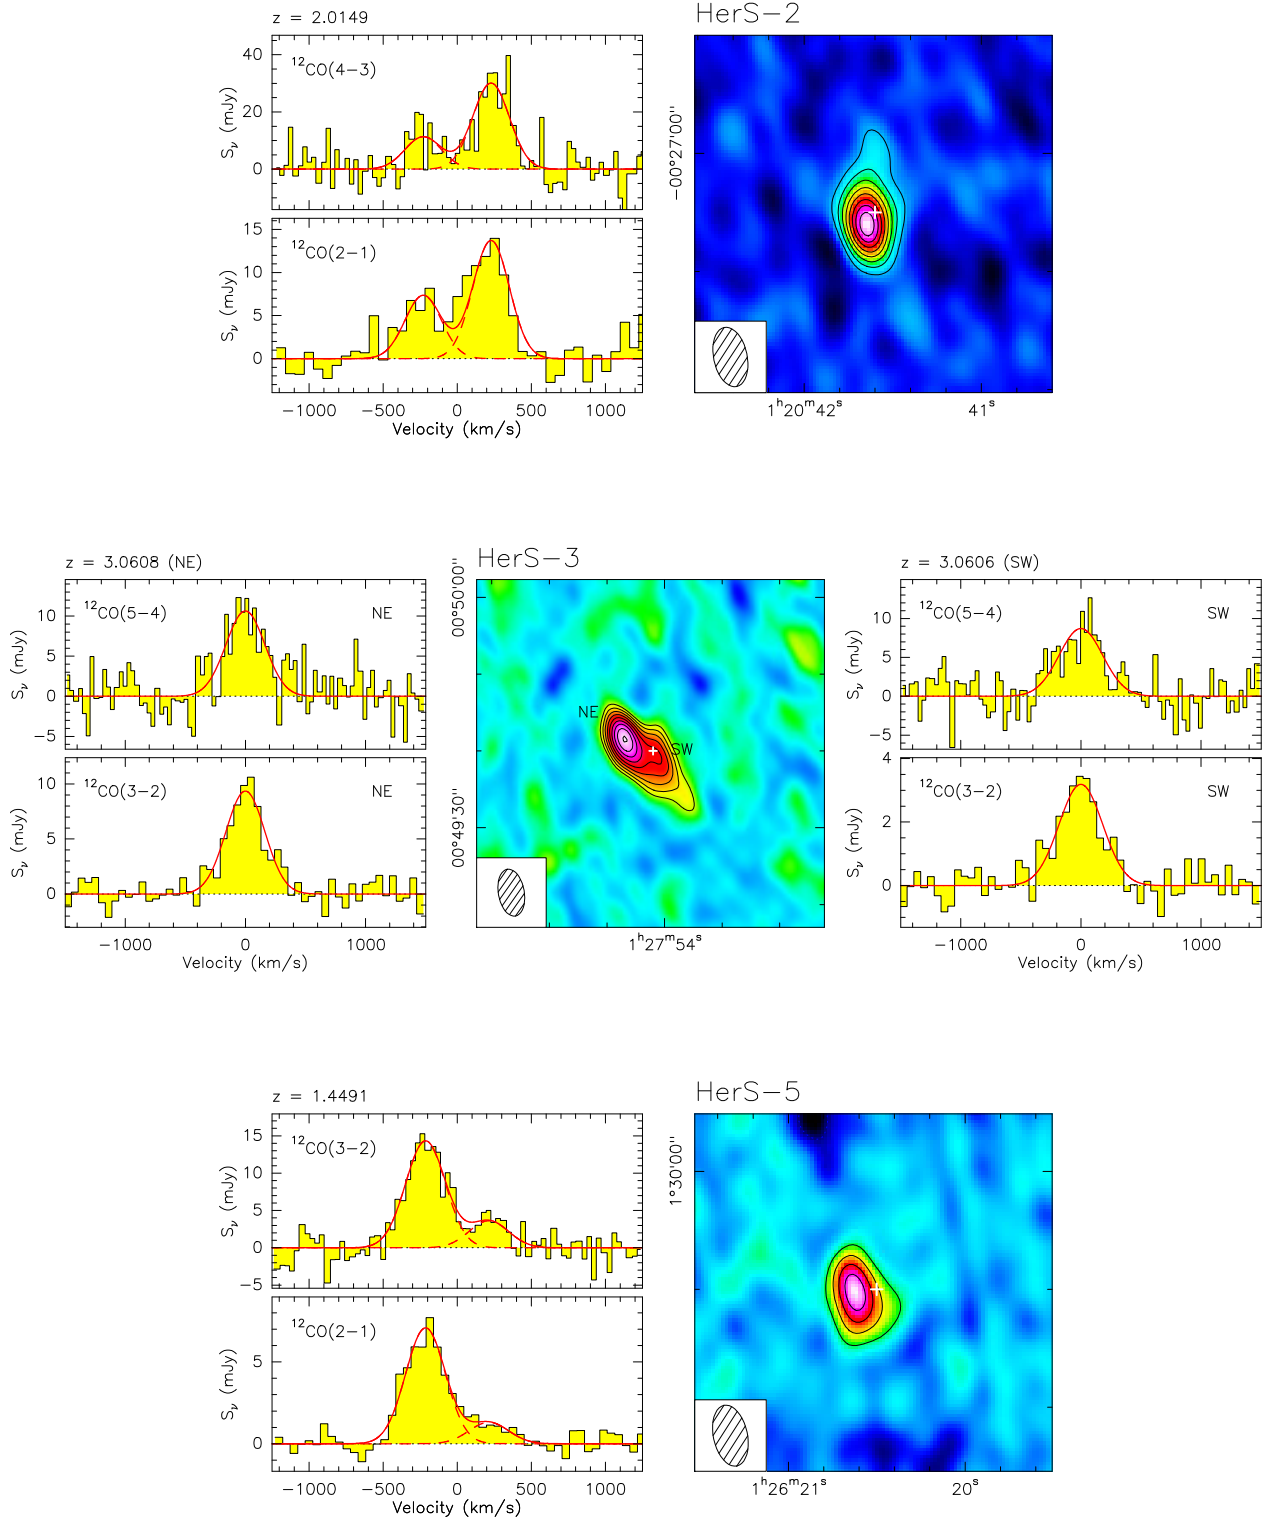 z = 2.0149
HerS−2
¹²CO(4−3)
40
20
0
Sν (mJy)
¹²CO(2−1)
15
10
5
0
Sν (mJy)
−1000 −500 0 500 1000
Velocity (km/s)
−00°27'00"
1ʰ20ᵐ42ˢ 41ˢ
z = 3.0608 (NE)
HerS−3
z = 3.0606 (SW)
¹²CO(5−4) NE
10
5
0
−5
Sν (mJy)
¹²CO(3−2) NE
10
5
0
Sν (mJy)
−1000 0 1000
Velocity (km/s)
00°50'00"
00°49'30"
NE
SW
1ʰ27ᵐ54ˢ
¹²CO(5−4) SW
10
5
0
−5
Sν (mJy)
¹²CO(3−2) SW
4
2
0
Sν (mJy)
−1000 0 1000
Velocity (km/s)
z = 1.4491
HerS−5
¹²CO(3−2)
15
10
5
0
−5
Sν (mJy)
¹²CO(2−1)
5
0
Sν (mJy)
−1000 −500 0 500 1000
Velocity (km/s)
1°30'00"
1ʰ26ᵐ21ˢ 20ˢ